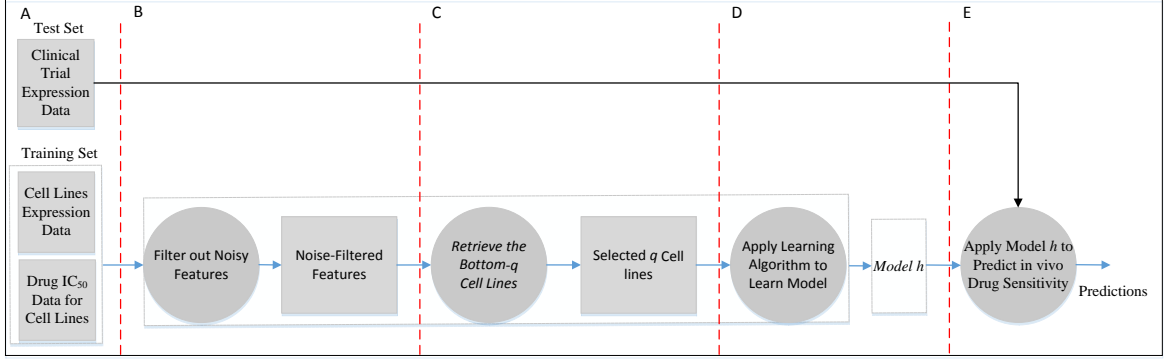 A
B
C
D
E
Test Set
Clinical
Trial
Expression
Data
Training Set
Cell Lines
Expression
Data
Drug IC₅₀
Data for
Cell Lines
Filter out Noisy
Features
Noise-Filtered
Features
Retrieve the
Bottom-q
Cell Lines
Selected q Cell
lines
Apply Learning
Algorithm to
Learn Model
Model h
Apply Model h to
Predict in vivo
Drug Sensitivity
Predictions